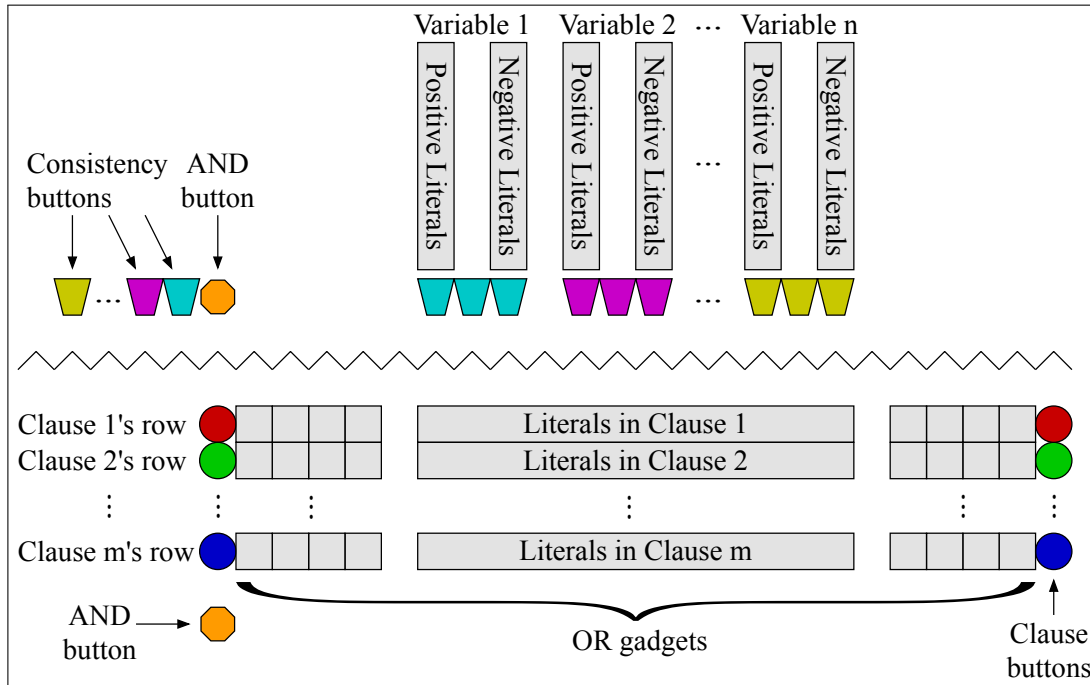 Variable 1 Variable 2 ... Variable n
Positive Literals
Negative Literals
Positive Literals
Negative Literals
...
Positive Literals
Negative Literals
Consistency
buttons
AND
button
...
...
Clause 1's row
Literals in Clause 1
Clause 2's row
Literals in Clause 2
Clause m's row
Literals in Clause m
AND
button
OR gadgets
Clause
buttons